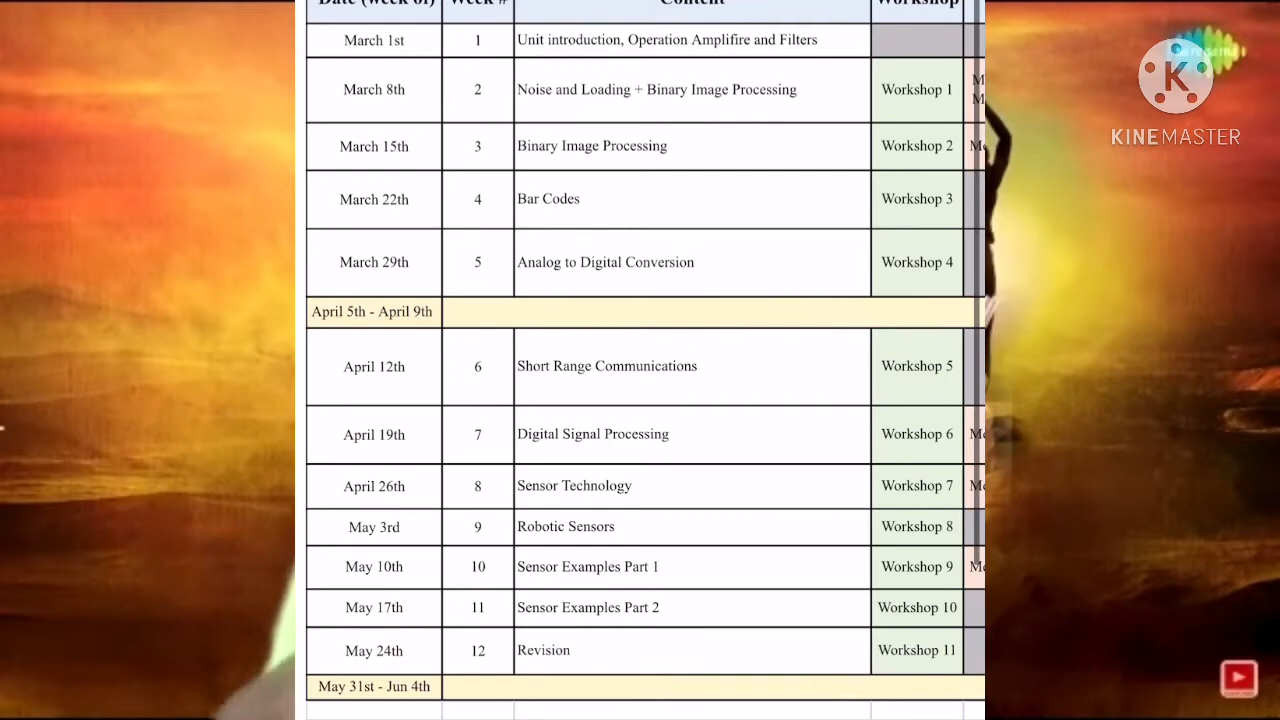 Date (week of) Week # Content Workshop
March 1st 1 Unit introduction, Operation Amplifire and Filters
March 8th 2 Noise and Loading + Binary Image Processing Workshop 1
March 15th 3 Binary Image Processing Workshop 2
March 22th 4 Bar Codes Workshop 3
March 29th 5 Analog to Digital Conversion Workshop 4
April 5th - April 9th
April 12th 6 Short Range Communications Workshop 5
April 19th 7 Digital Signal Processing Workshop 6
April 26th 8 Sensor Technology Workshop 7
May 3rd 9 Robotic Sensors Workshop 8
May 10th 10 Sensor Examples Part 1 Workshop 9
May 17th 11 Sensor Examples Part 2 Workshop 10
May 24th 12 Revision Workshop 11
May 31st - Jun 4th
K
KINEMASTER